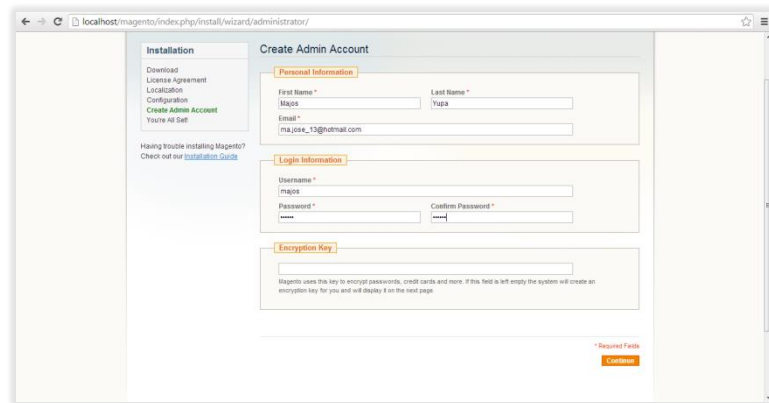 localhost/magento/index.php/install/wizard/administrator/
Installation
Download
License Agreement
Localization
Configuration
Create Admin Account
You're All Set!
Having trouble installing Magento?
Check out our Installation Guide
Create Admin Account
Personal Information
First Name * Last Name *
Majos Yupa
Email *
ma.jose_13@hotmail.com
Login Information
Username *
majos
Password * Confirm Password *
•••••• ••••••
Encryption Key
Magento uses this key to encrypt passwords, credit cards and more. If this field is left empty the system will create an
encryption key for you and will display it on the next page.
* Required Fields
Continue